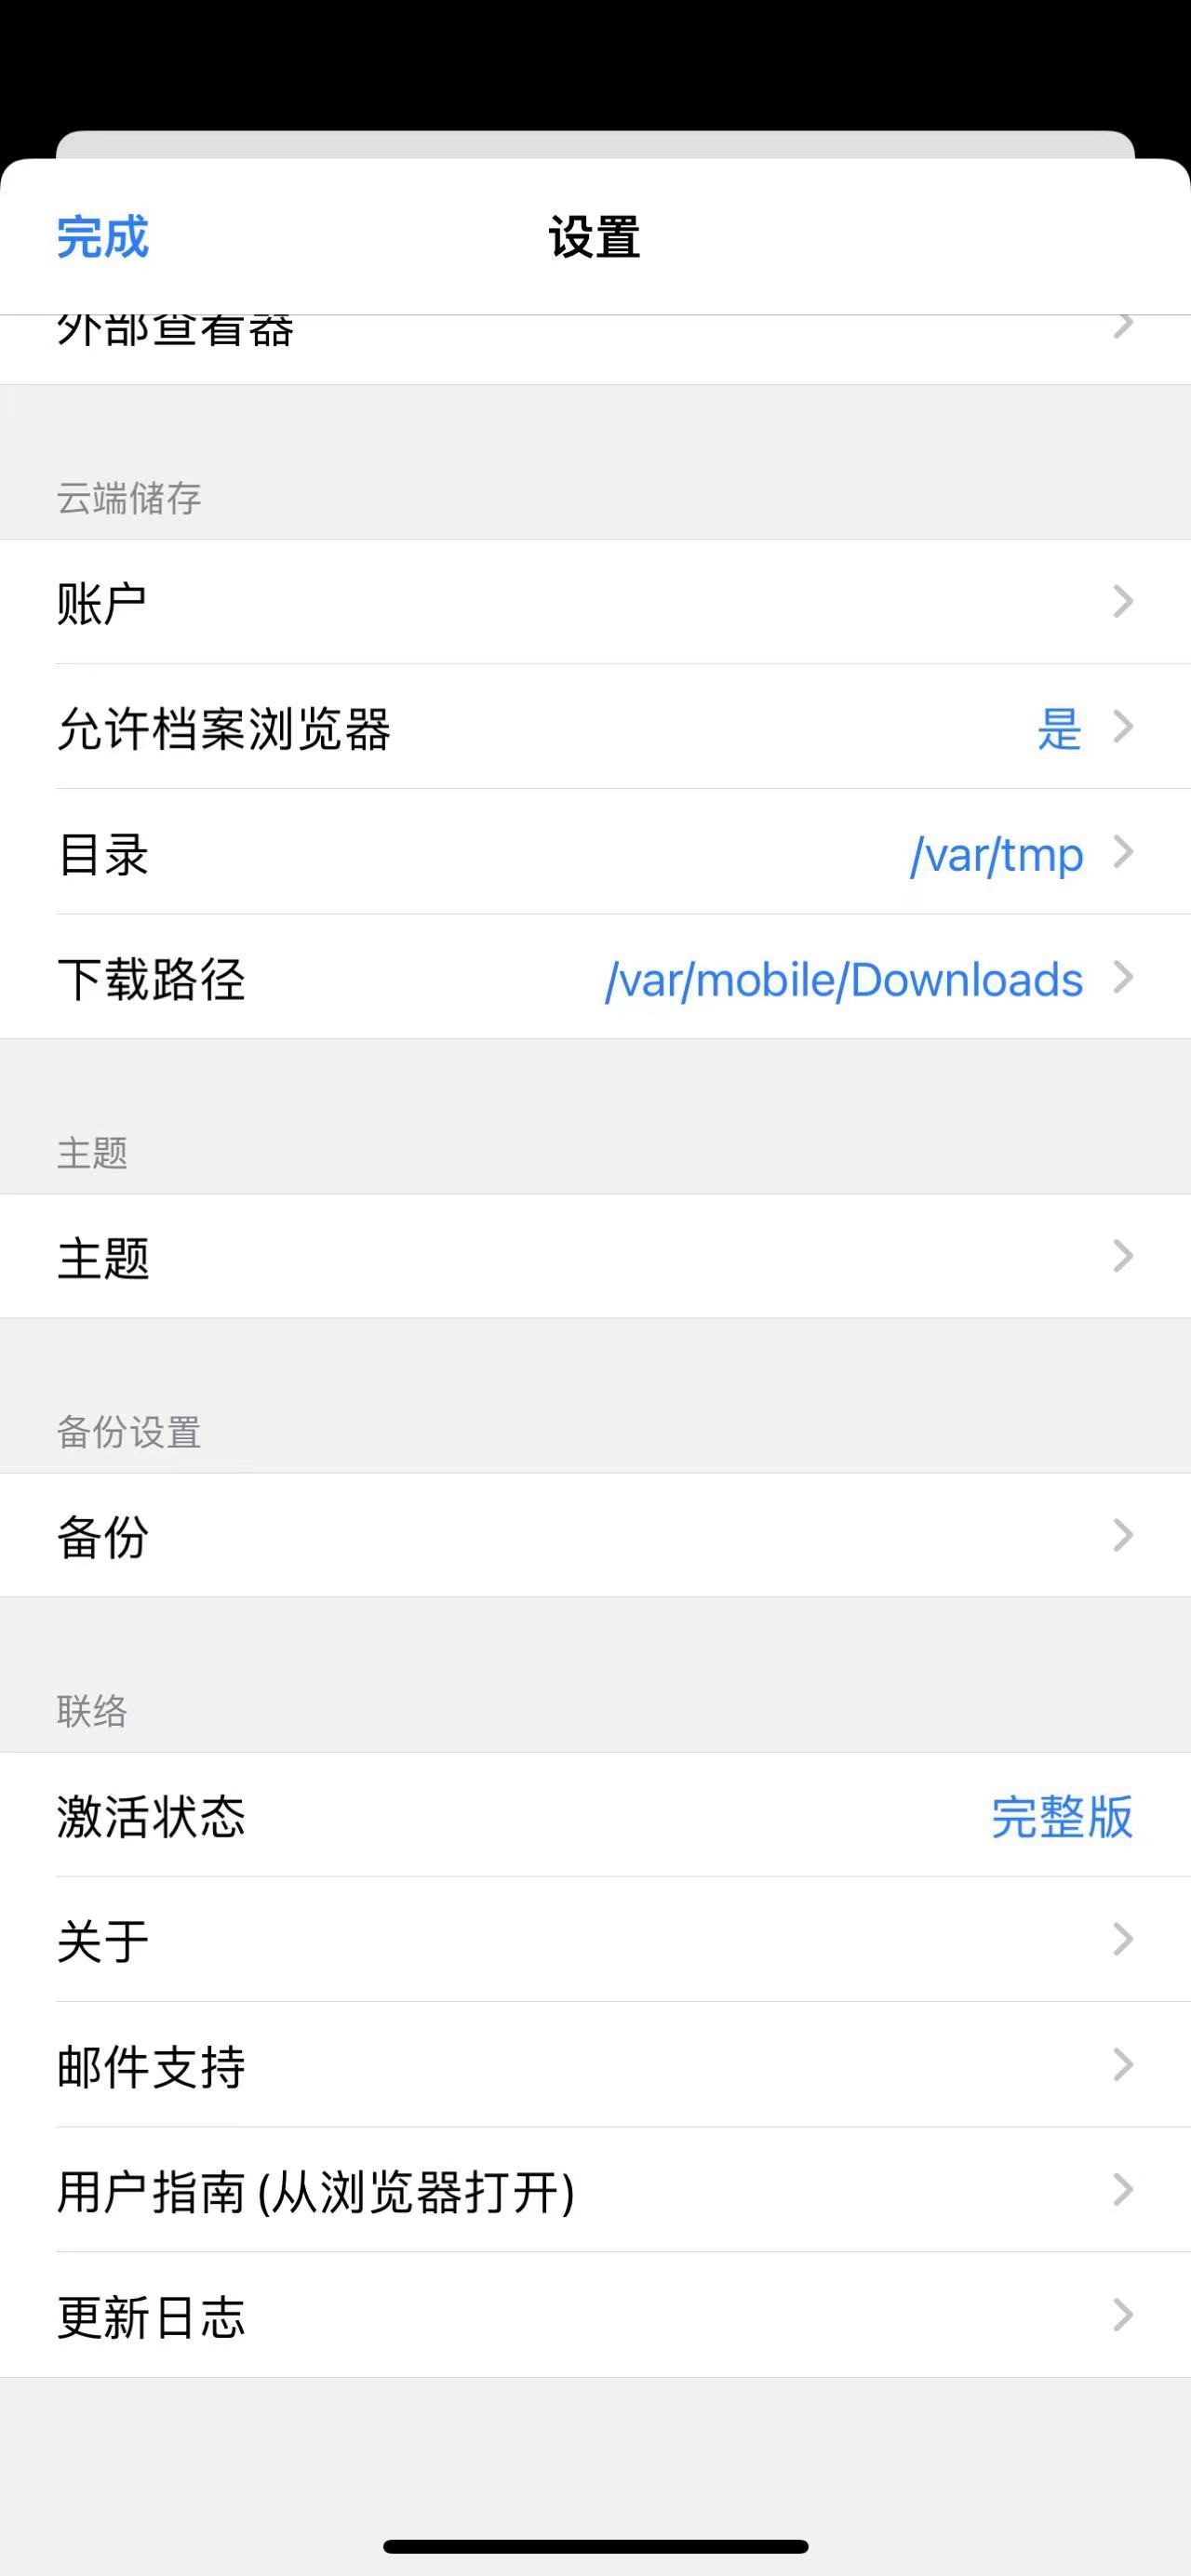 完成
设置
外部查看器
云端储存
账户
允许档案浏览器 是
目录 /var/tmp
下载路径 /var/mobile/Downloads
主题
主题
备份设置
备份
联络
激活状态 完整版
关于
邮件支持
用户指南 (从浏览器打开)
更新日志